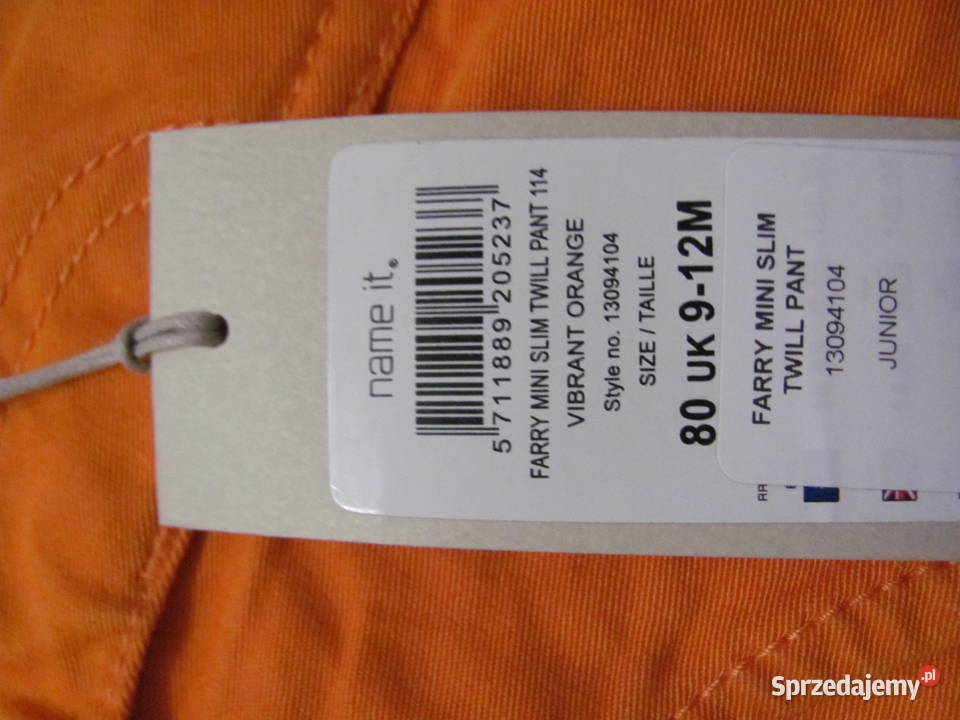 name it.
5 711889 205237
FARRY MINI SLIM TWILL PANT 114
VIBRANT ORANGE
Style no. 13094104
SIZE / TAILLE
80 UK 9-12M
FARRY MINI SLIM
TWILL PANT
13094104
JUNIOR
RR
Sprzedajemy.pl